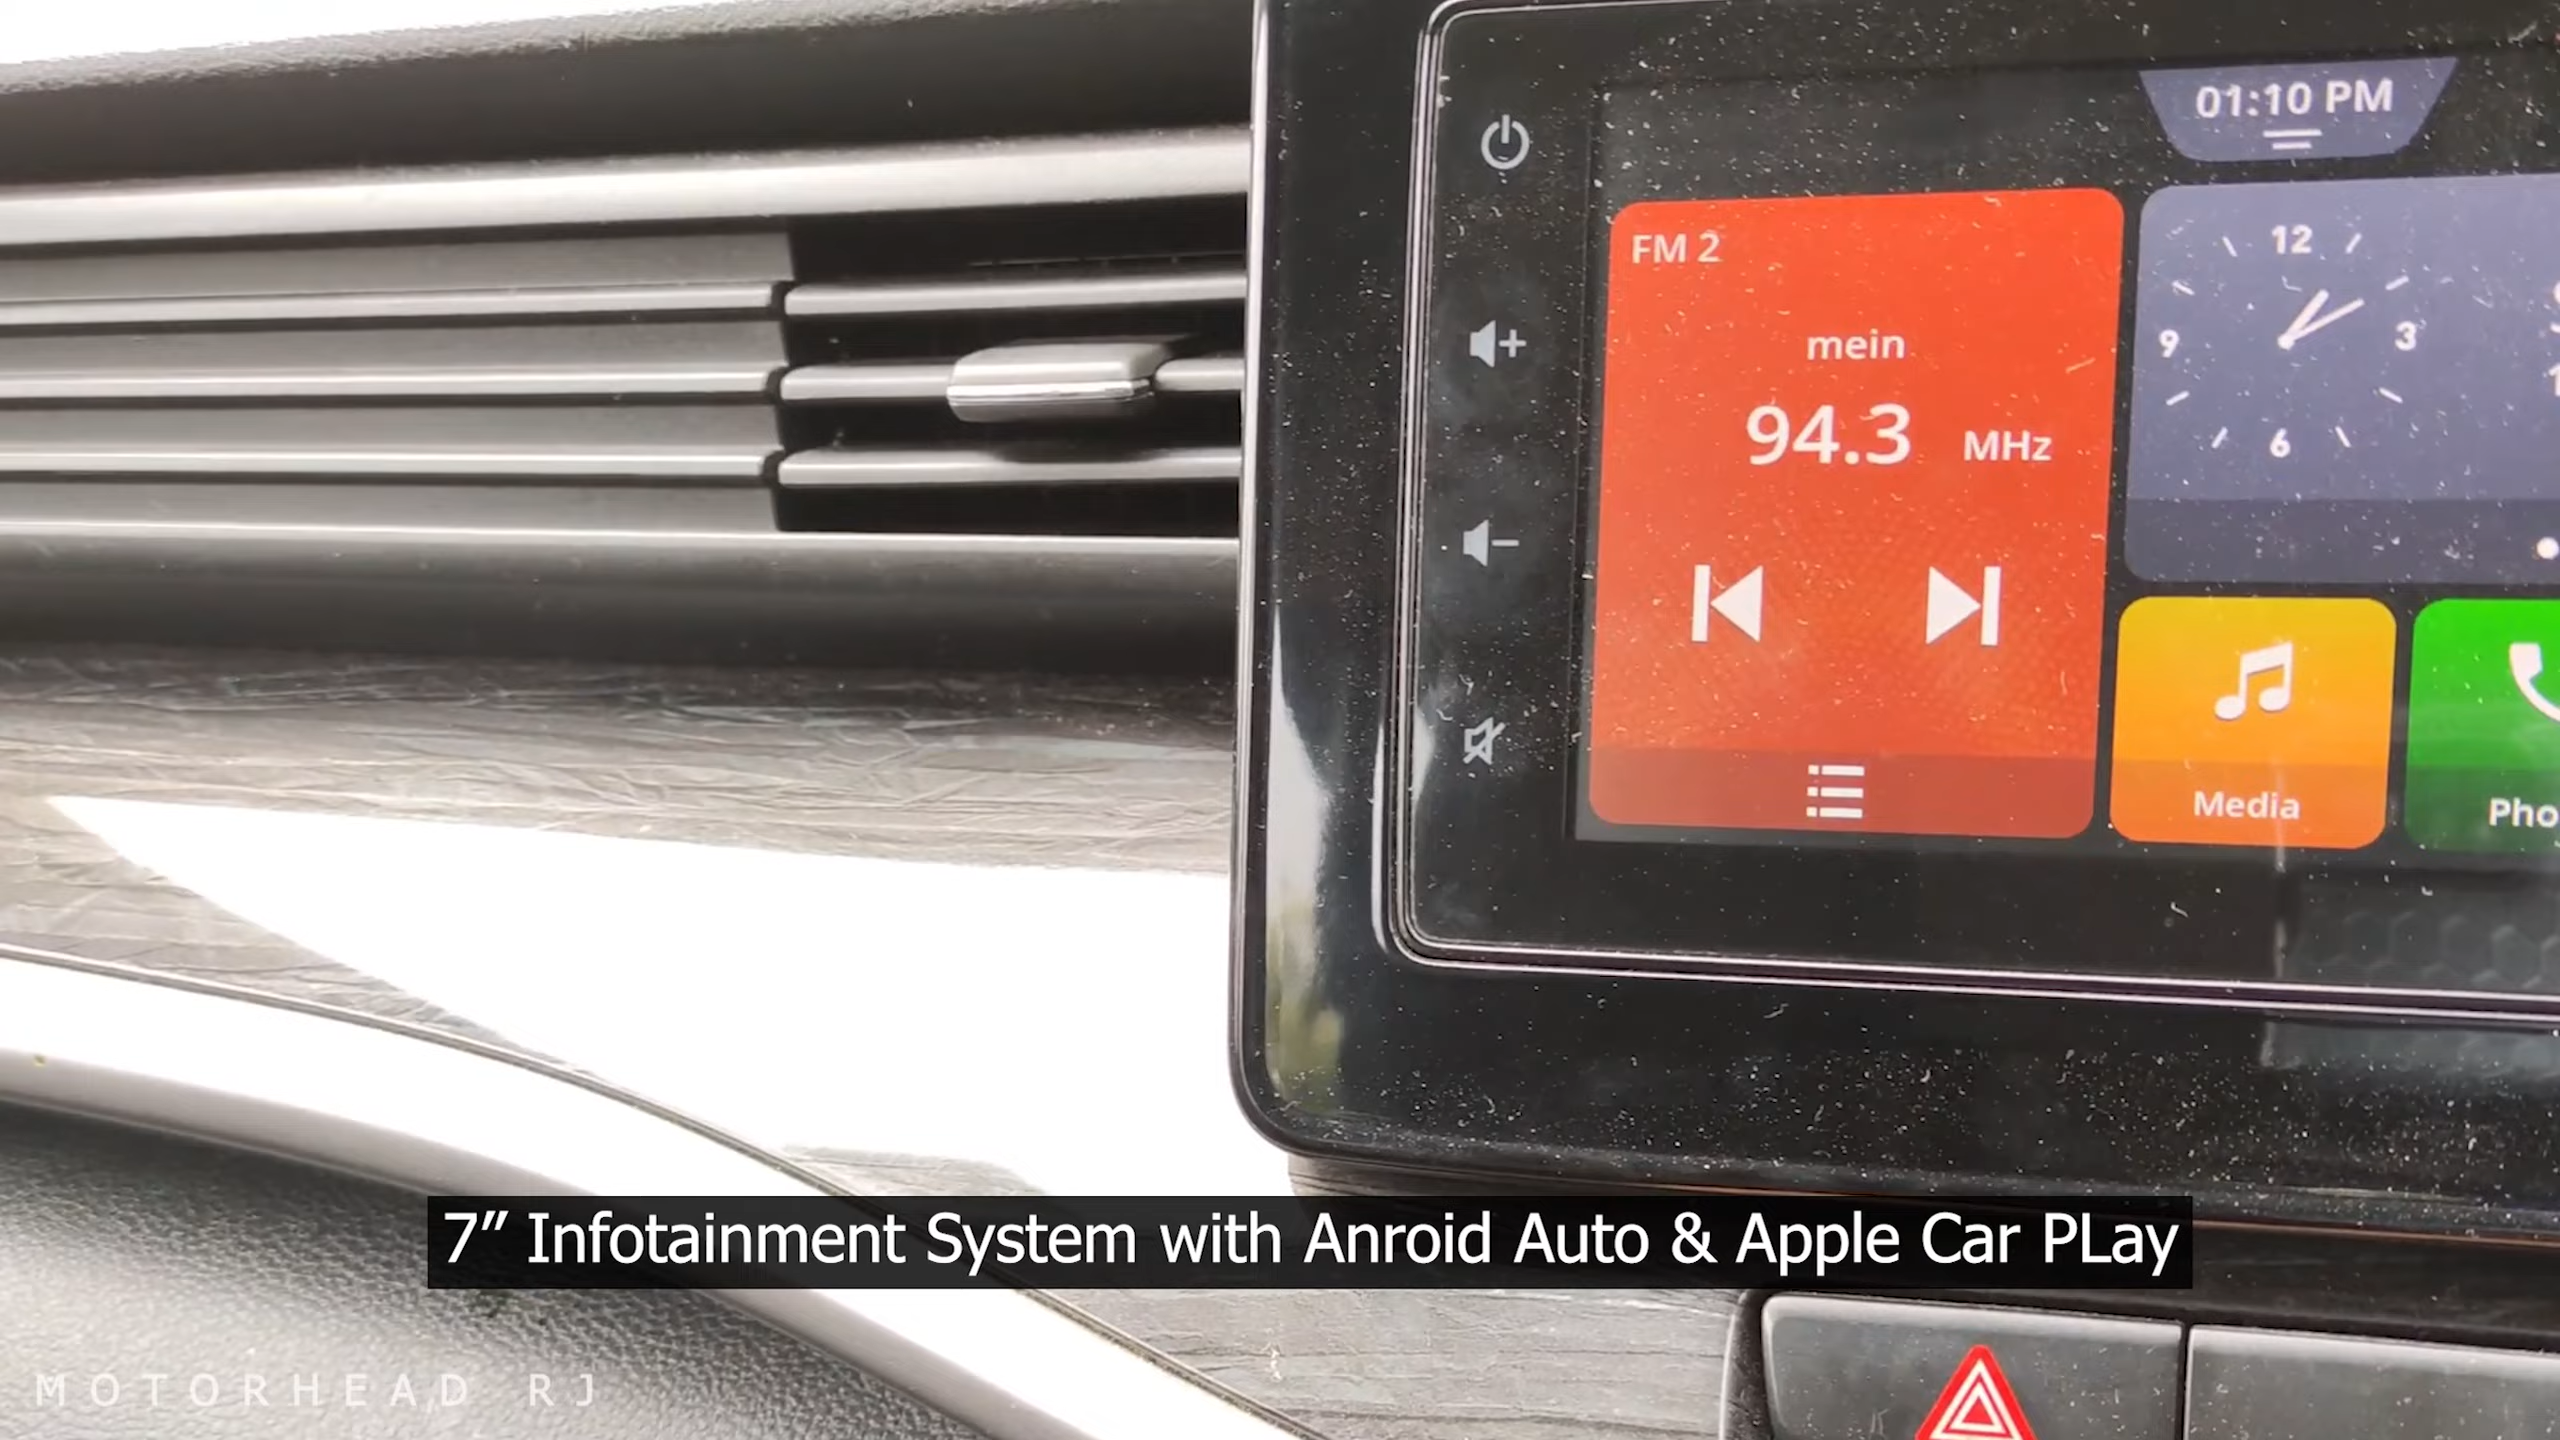 01:10 PM
FM 2
mein
94.3 MHz
12
9
3
6
Media
Pho
7” Infotainment System with Anroid Auto & Apple Car PLay
MOTORHEAD RJ